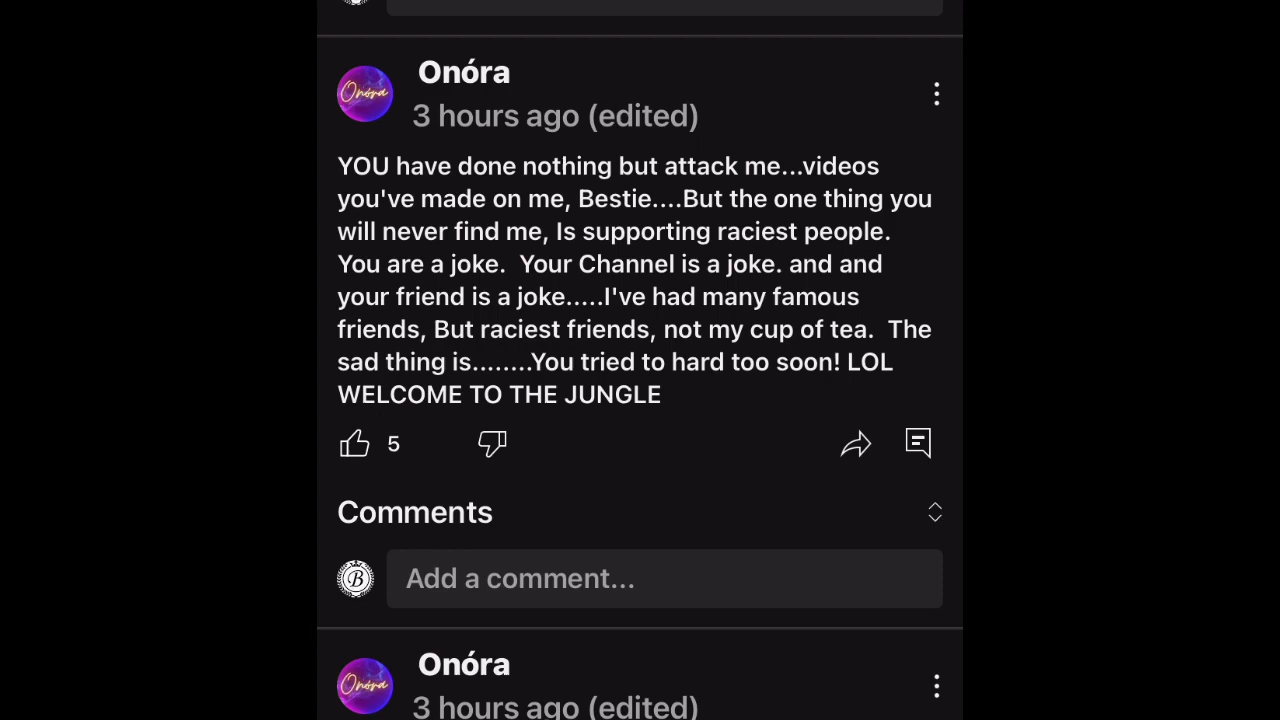 Onóra
Onóra
3 hours ago (edited)
YOU have done nothing but attack me...videos
you've made on me, Bestie....But the one thing you
will never find me, Is supporting raciest people.
You are a joke.  Your Channel is a joke. and and
your friend is a joke.....I've had many famous
friends, But raciest friends, not my cup of tea.  The
sad thing is........You tried to hard too soon! LOL
WELCOME TO THE JUNGLE
5
Comments
B
Add a comment...
Onóra
Onóra
3 hours ago (edited)